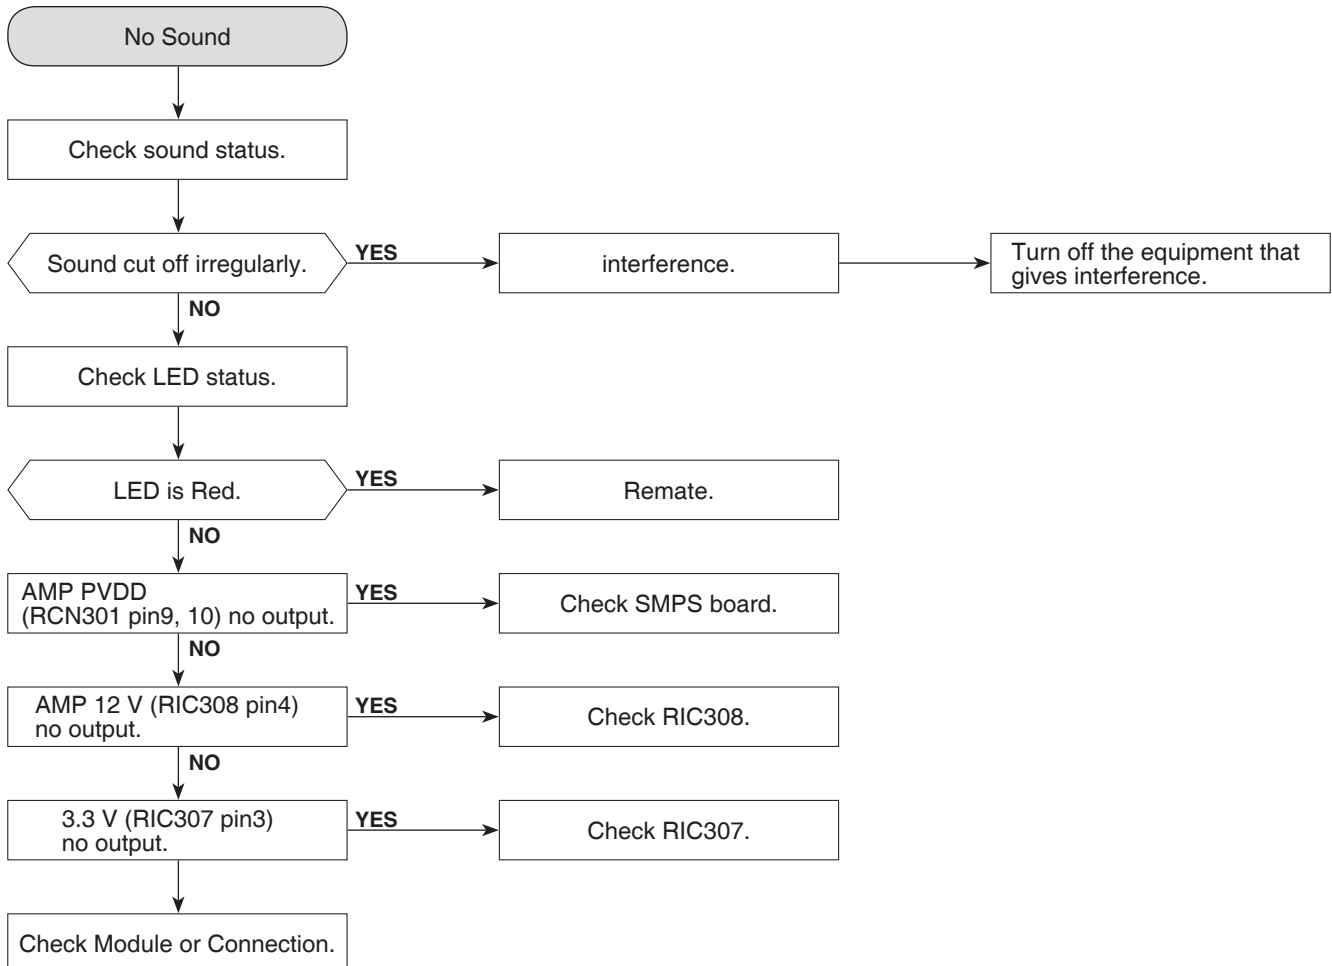 No Sound
Check sound status.
Sound cut off irregularly.
YES
interference.
Turn off the equipment that
gives interference.
NO
Check LED status.
LED is Red.
YES
Remate.
NO
AMP PVDD
(RCN301 pin9, 10) no output.
YES
Check SMPS board.
NO
AMP 12 V (RIC308 pin4)
no output.
YES
Check RIC308.
NO
3.3 V (RIC307 pin3)
no output.
YES
Check RIC307.
Check Module or Connection.